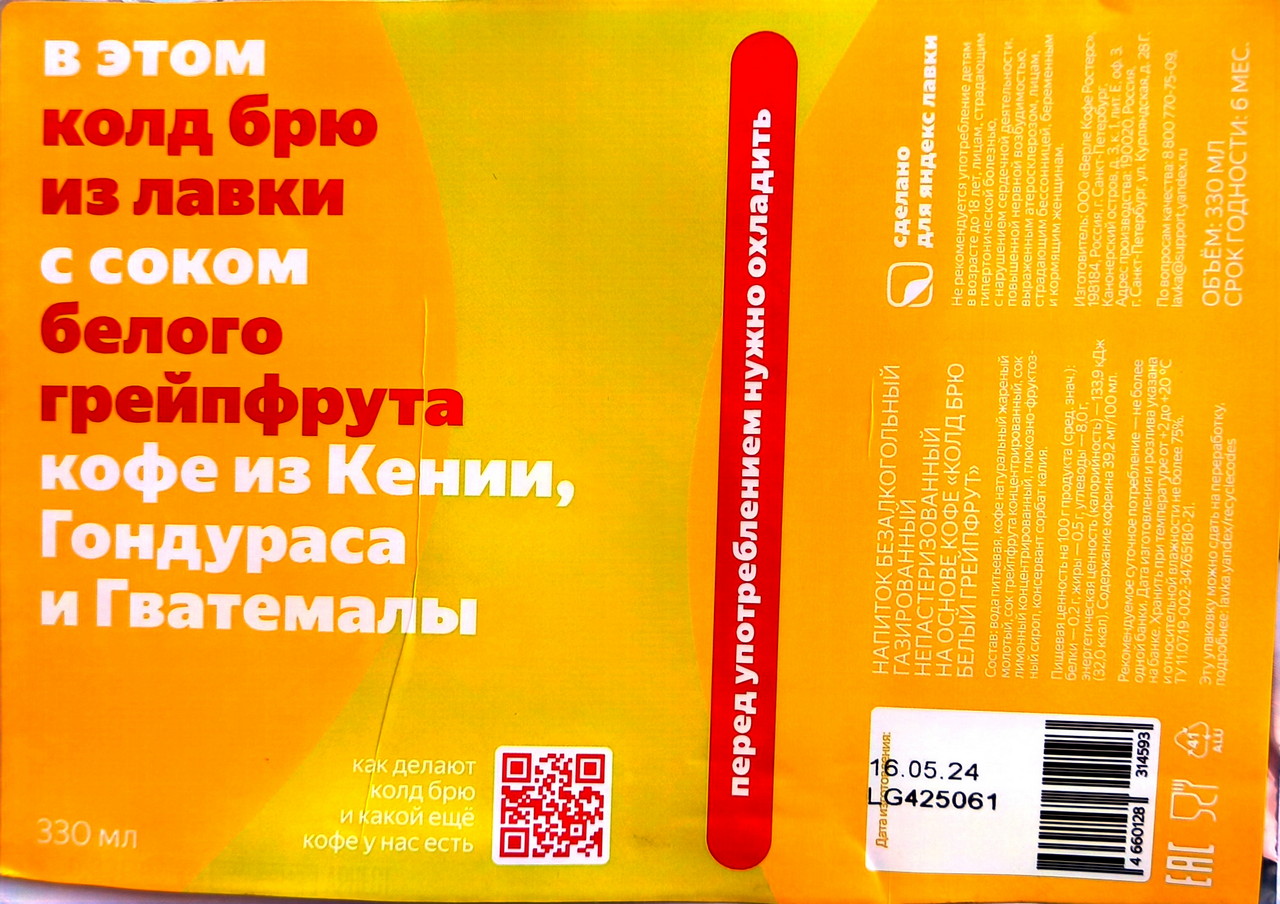 в этом
колд брю
из лавки
с соком
белого
грейпфрута
кофе из Кении,
Гондураса
и Гватемалы
как делают
колд брю
и какой ещё
кофе у нас есть
330 мл
перед употреблением нужно охладить
сделано
для яндекс лавки
Не рекомендуется употребление детям
в возрасте до 18 лет, лицам, страдающим
гипертонической болезнью,
с нарушением сердечной деятельности,
повышенной нервной возбудимостью,
выраженным атеросклерозом, лицам,
страдающим бессонницей, беременным
и кормящим женщинам.
Изготовитель: ООО «Верле Кофе Ростерс»,
198184, Россия, г. Санкт-Петербург,
Канонерский остров, д. 3, к. 1, лит. Е, оф. 3.
Адрес производства: 190020, Россия,
г. Санкт-Петербург, ул. Курляндская, д. 28 Г.
По вопросам качества: 8 800 770-75-09,
lavka@support.yandex.ru
ОБЪЁМ: 330 МЛ
СРОК ГОДНОСТИ: 6 МЕС.
НАПИТОК БЕЗАЛКОГОЛЬНЫЙ
ГАЗИРОВАННЫЙ
НЕПАСТЕРИЗОВАННЫЙ
НА ОСНОВЕ КОФЕ «КОЛД БРЮ
БЕЛЫЙ ГРЕЙПФРУТ»
Состав: вода питьевая, кофе натуральный жареный
молотый, сок грейпфрута концентрированный, сок
лимонный концентрированный, глюкозно-фруктоз-
ный сироп, консервант сорбат калия.
Пищевая ценность на 100 г продукта (сред. знач.):
белки — 0,2 г, жиры — 0,5 г, углеводы — 8,0 г,
энергетическая ценность (калорийность) — 133,9 кДж
(32,0 ккал). Содержание кофеина 39,2 мг/100 мл.
Рекомендуемое суточное потребление — не более
одной банки. Дата изготовления и розлива указана
на банке. Хранить при температуре от +2 до +20 °С
и относительной влажности не более 75%.
ТУ 11.07.19-002-34765180-21.
Эту упаковку можно сдать на переработку,
подробнее: lavka.yandex/recyclecodes
Дата изготовления:
16.05.24
LG425061
4 660128 314593
41
ALU
EAC